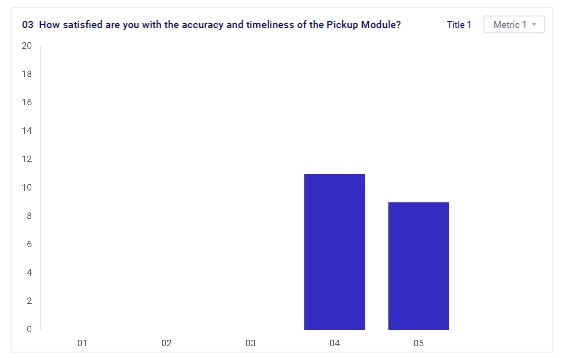 03 How satisfied are you with the accuracy and timeliness of the Pickup Module?
Title 1
Metric 1
20
18
16
14
12
10
8
6
4
2
0
01 02 03 04 05